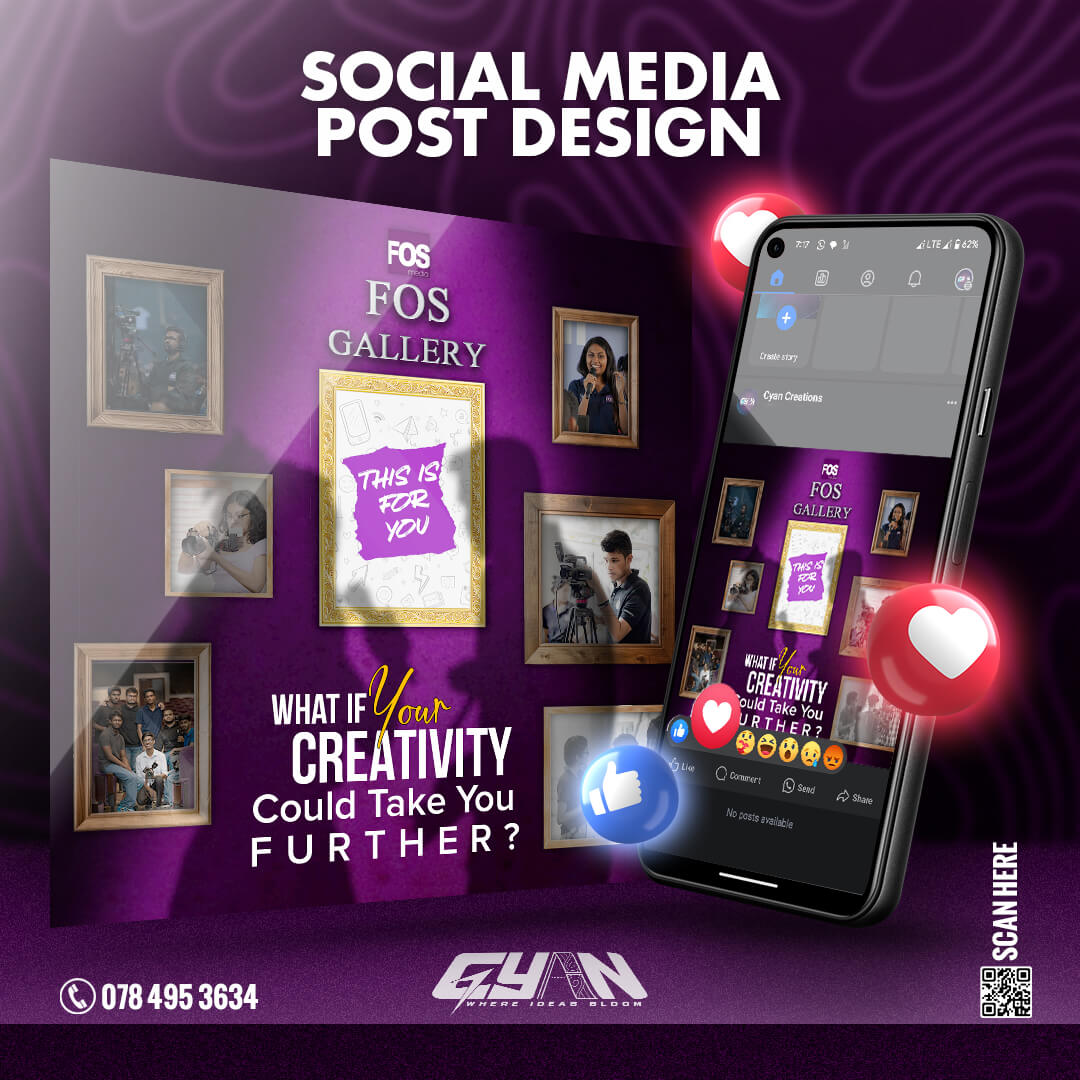 SOCIAL MEDIA
POST DESIGN
FOS
media
FOS
GALLERY
THIS IS
FOR
YOU
WHAT IF Your
CREATIVITY
Could Take You
FURTHER?
7:17
LTE 62%
Create story
Cyan Creations
FOS
FOS
GALLERY
THIS IS
FOR
YOU
WHAT IF Your
CREATIVITY
ould Take You
URTHER?
Like
Comment
Send
Share
No posts available
SCAN HERE
078 495 3634
CYAN
WHERE IDEAS BLOOM